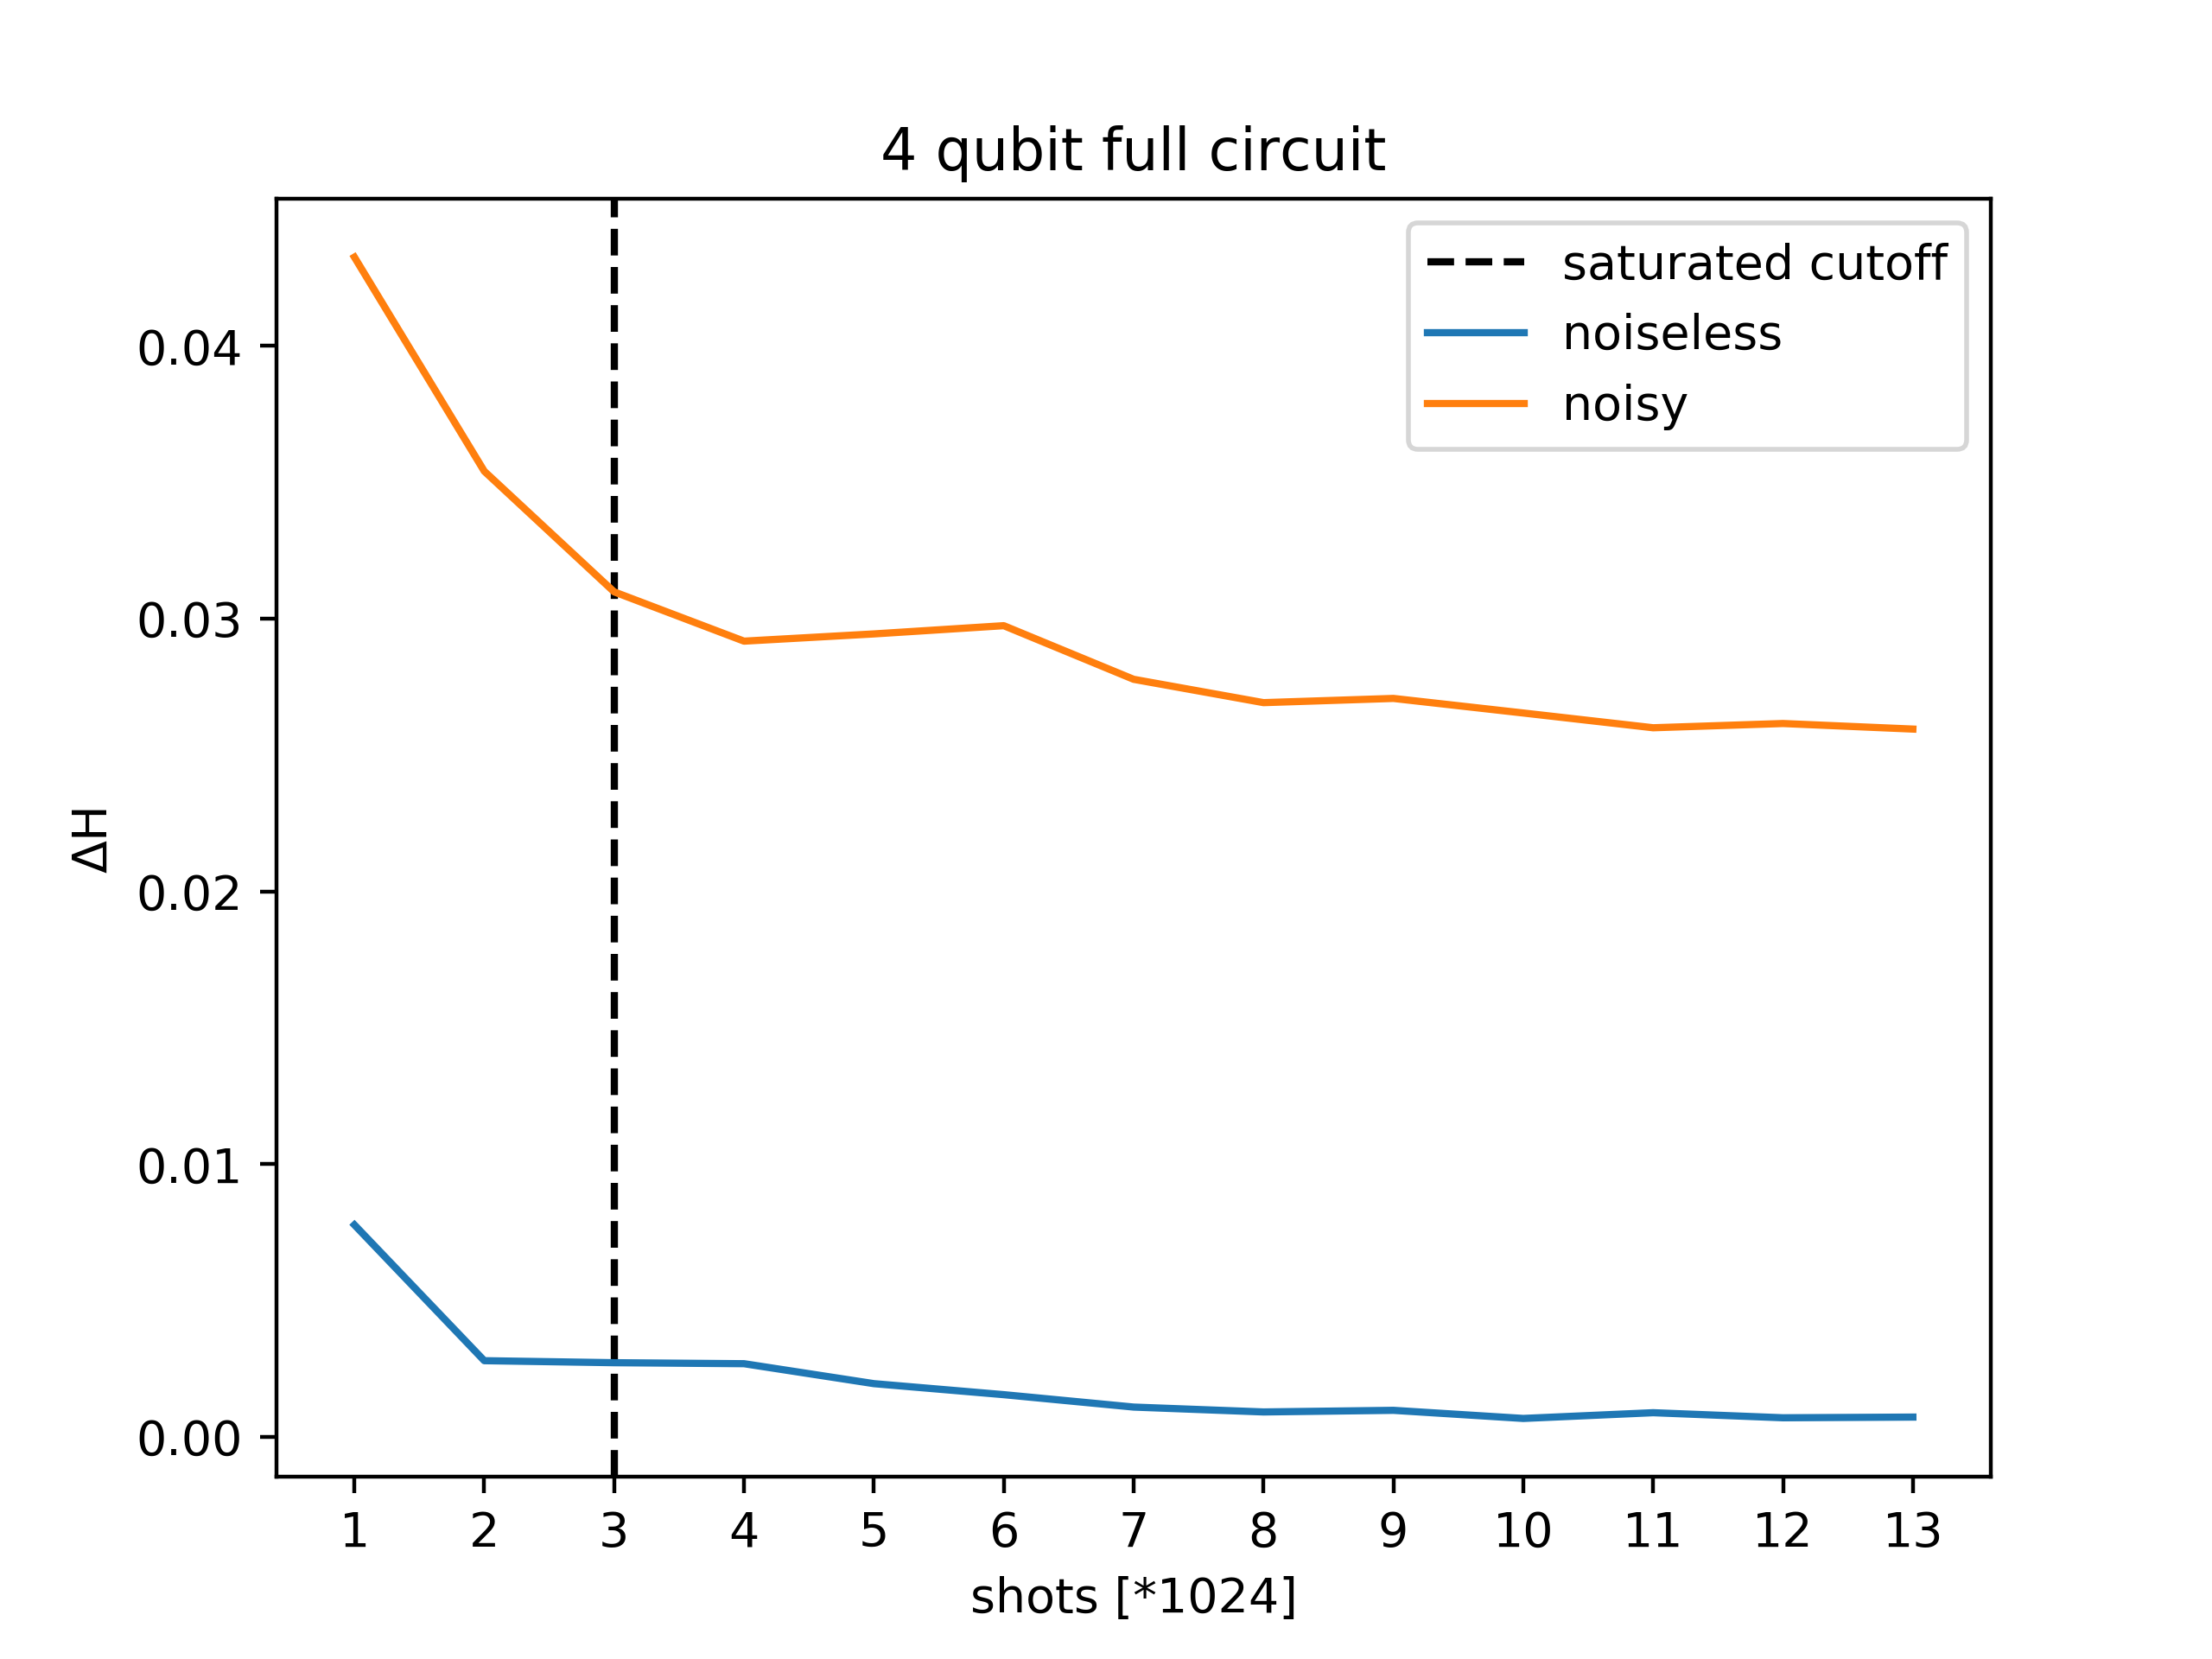 4 qubit full circuit
saturated cutoff
noiseless
noisy
0.04
0.03
0.02
0.01
0.00
ΔH
1 2 3 4 5 6 7 8 9 10 11 12 13
shots [*1024]